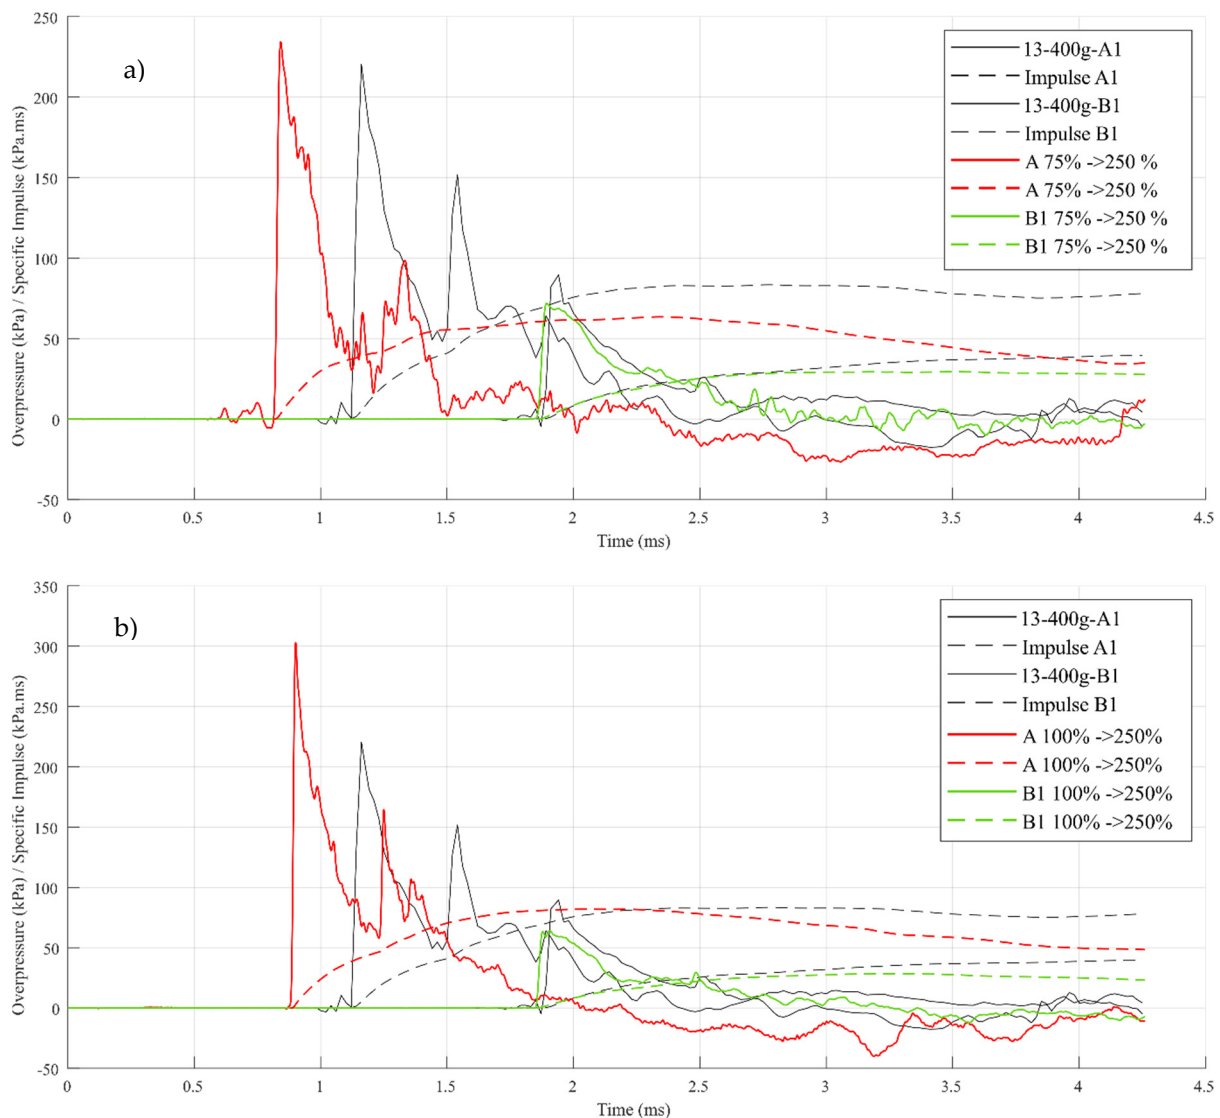 Overpressure (kPa) / Specific Impulse (kPa.ms)
250
200
150
100
50
0
-50
a)
13-400g-A1
Impulse A1
13-400g-B1
Impulse B1
A 75% ->250 %
A 75% ->250 %
B1 75% ->250 %
B1 75% ->250 %
0 0.5 1 1.5 2 2.5 3 3.5 4 4.5
Time (ms)
Overpressure (kPa) / Specific Impulse (kPa.ms)
350
300
250
200
150
100
50
0
-50
b)
13-400g-A1
Impulse A1
13-400g-B1
Impulse B1
A 100% ->250%
A 100% ->250%
B1 100% ->250%
B1 100% ->250%
0 0.5 1 1.5 2 2.5 3 3.5 4 4.5
Time (ms)